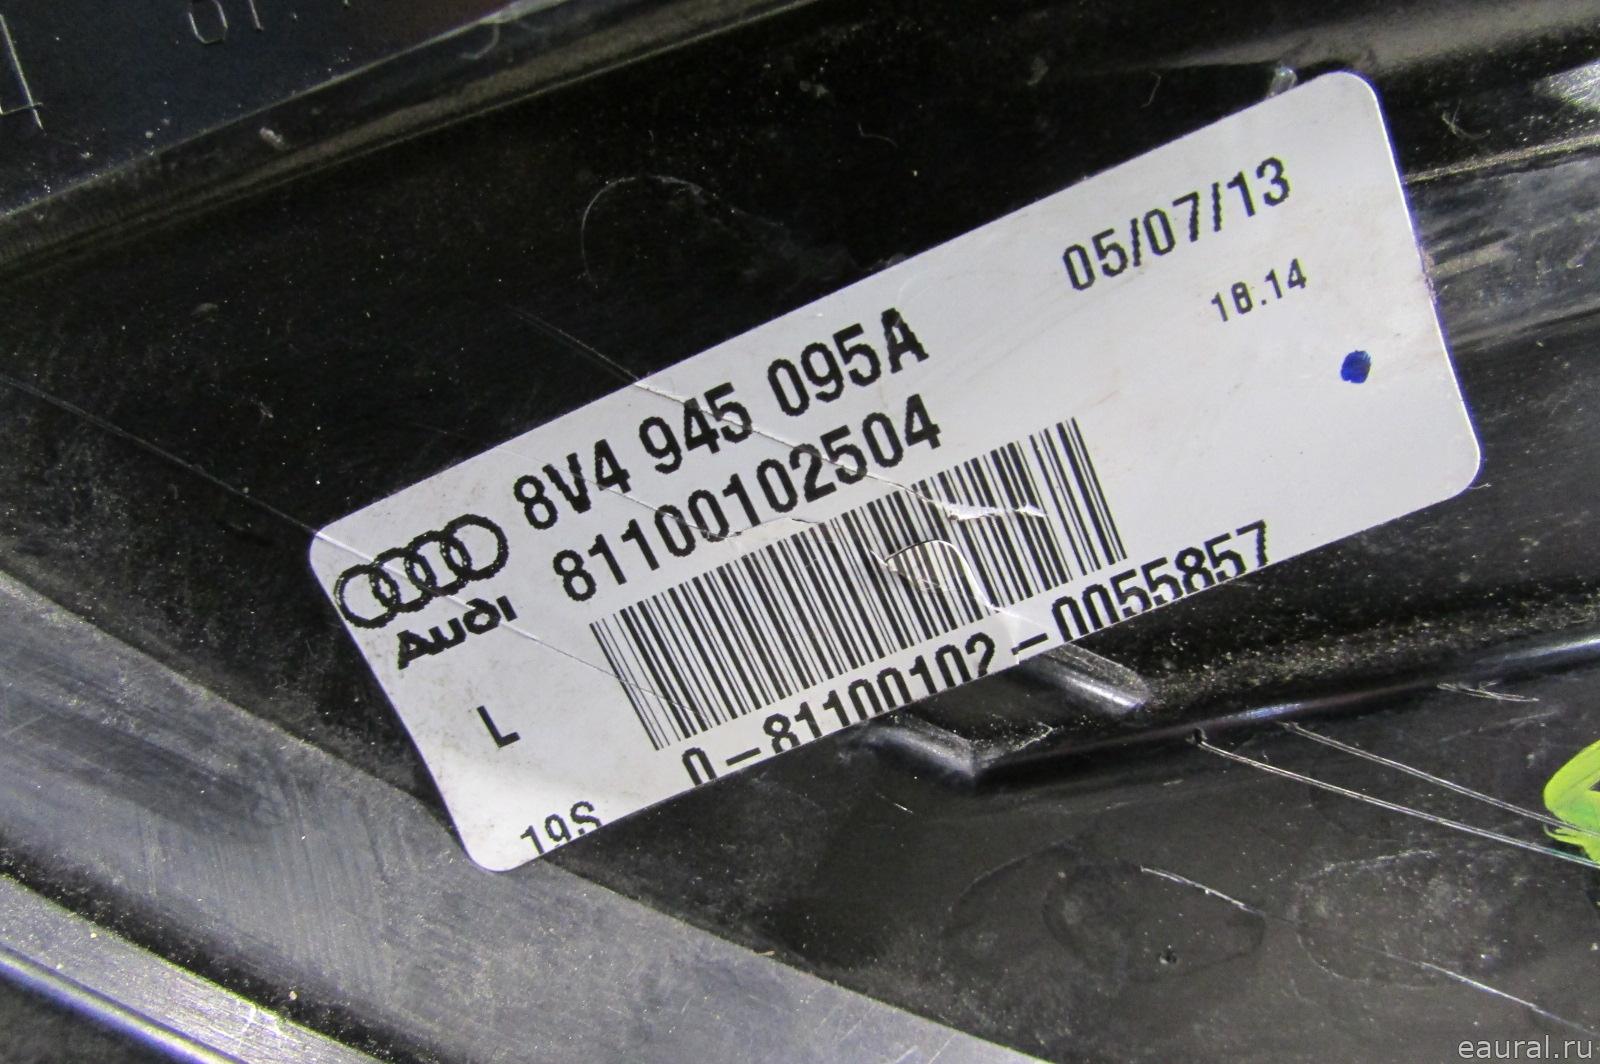 05/07/13
18.14
8V4 945 095A
81100102504
Audi
L
0-81100102-0055857
19S
eaural.ru